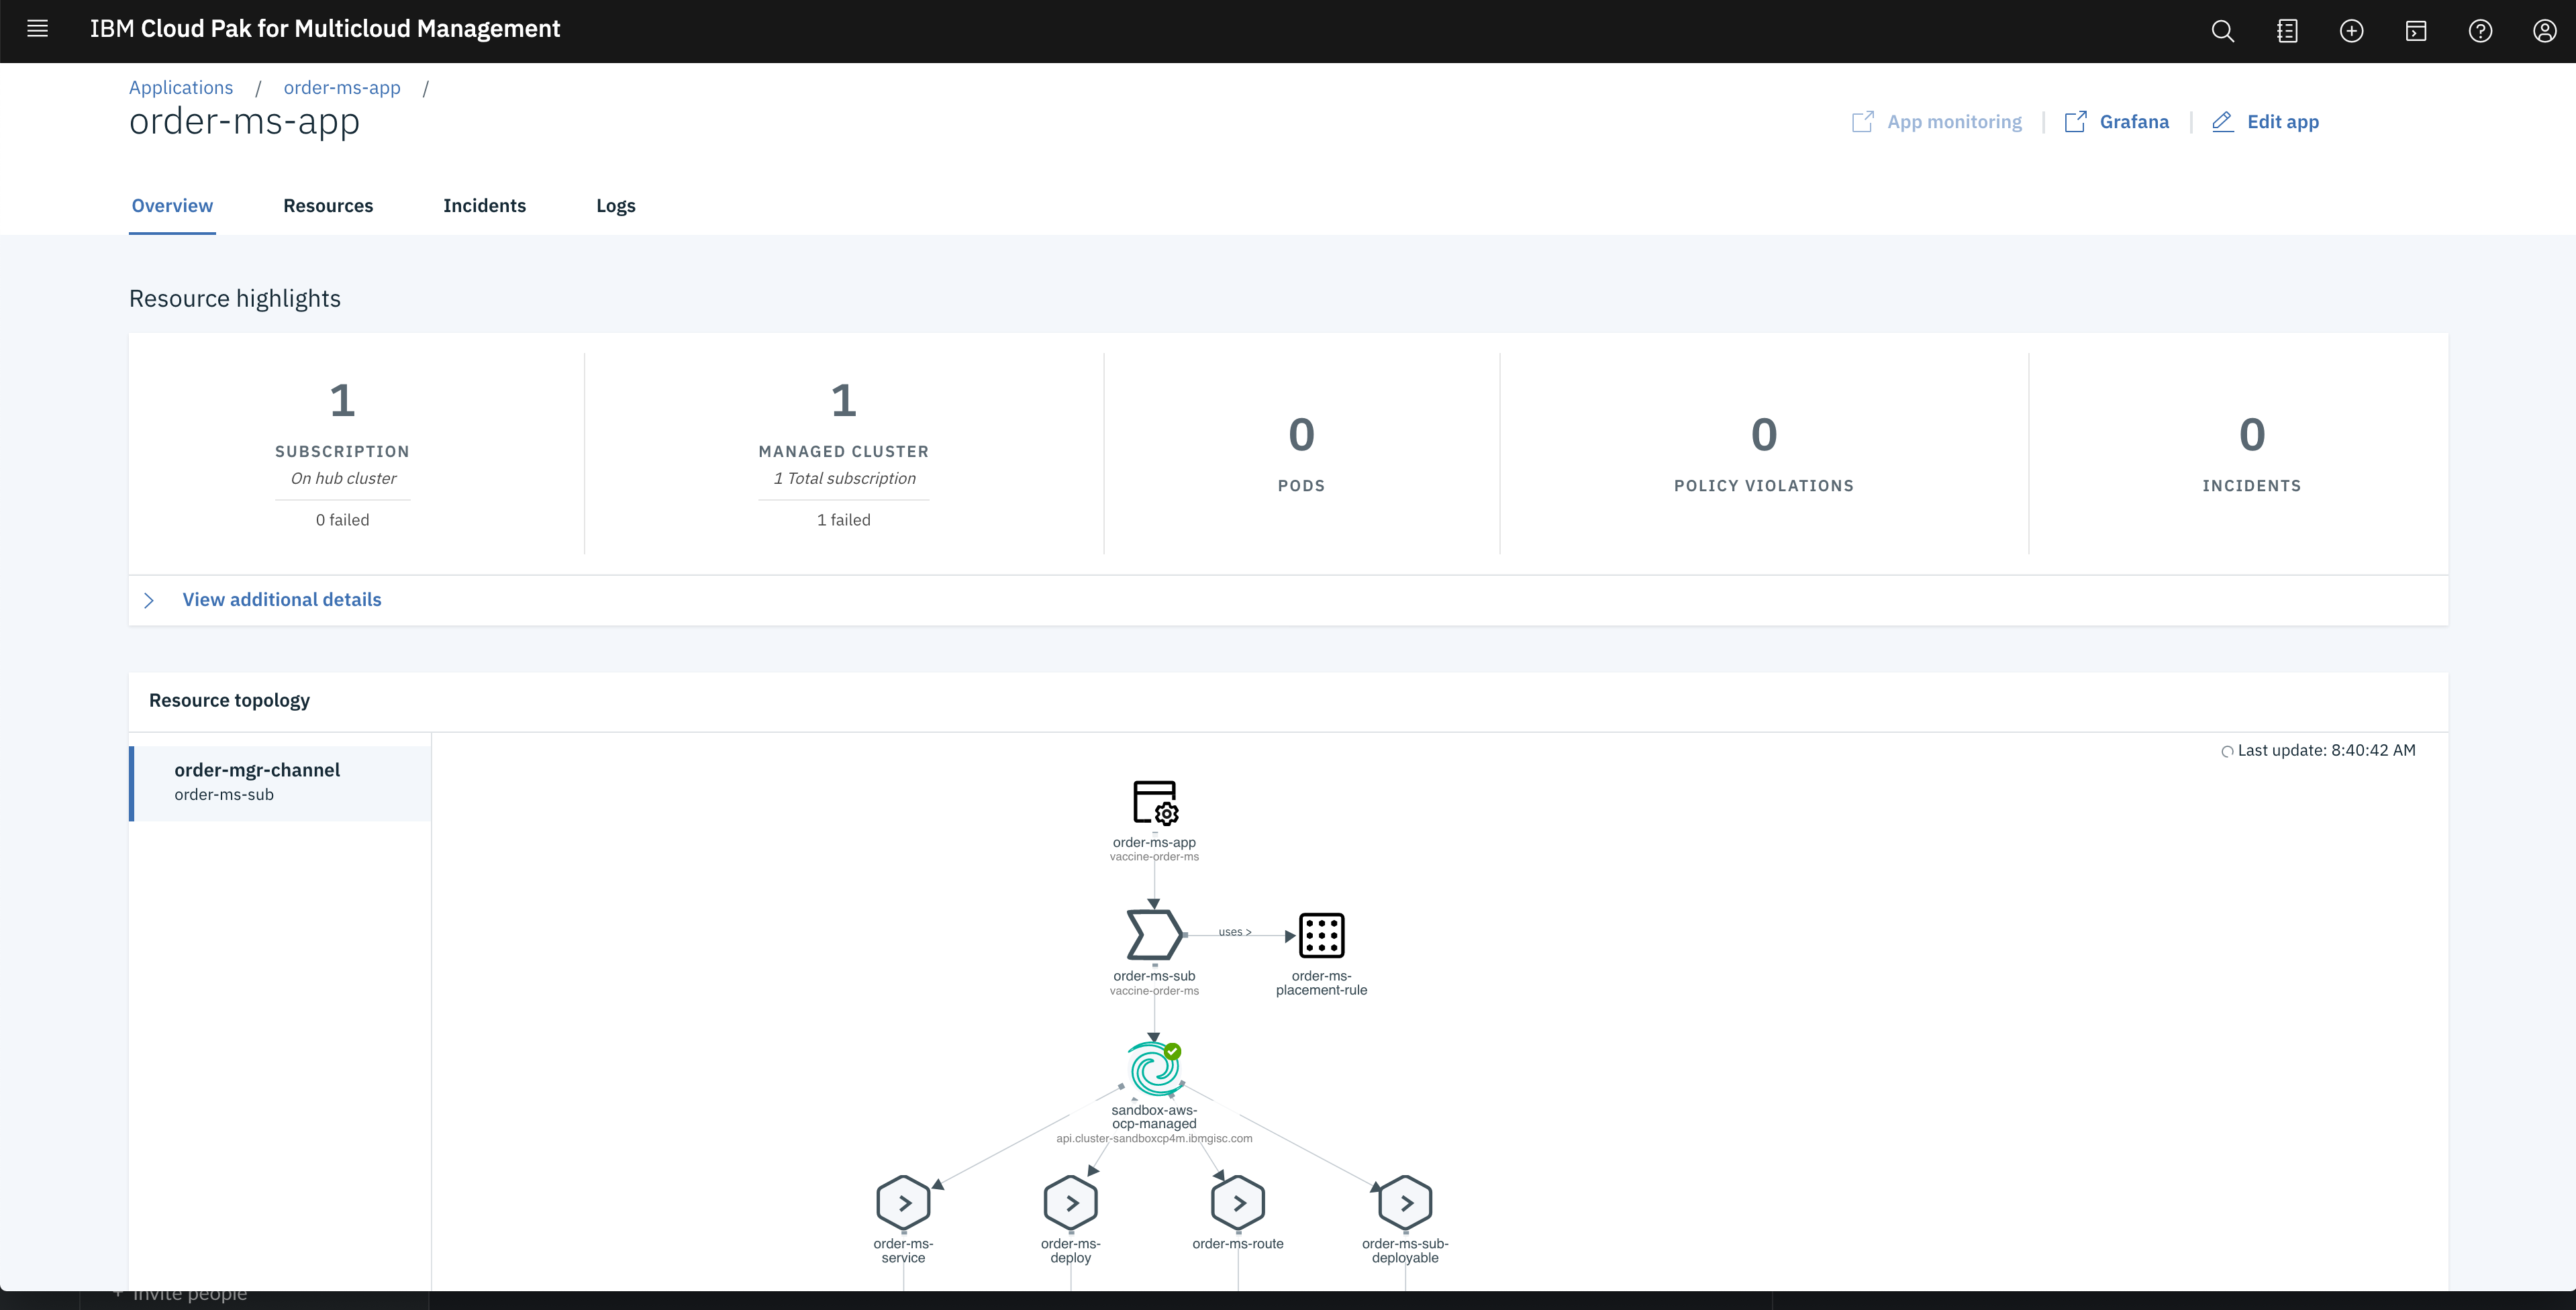 IBM Cloud Pak for Multicloud Management
Applications / order-ms-app /
order-ms-app
App monitoring | Grafana | Edit app
Overview Resources Incidents Logs
Resource highlights
1
SUBSCRIPTION
On hub cluster
0 failed
1
MANAGED CLUSTER
1 Total subscription
1 failed
0
PODS
0
POLICY VIOLATIONS
0
INCIDENTS
View additional details
Resource topology
order-mgr-channel
order-ms-sub
Last update: 8:40:42 AM
order-ms-app
vaccine-order-ms
uses >
order-ms-sub
vaccine-order-ms
order-ms-
placement-rule
sandbox-aws-
ocp-managed
api.cluster-sandboxcp4m.ibmgisc.com
order-ms-
service
order-ms-
deploy
order-ms-route
order-ms-sub-
deployable
+ Invite people